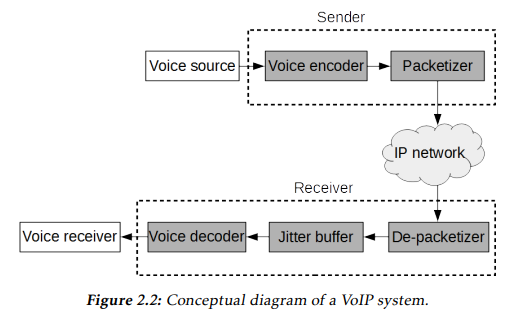 Sender
Voice source
Voice encoder
Packetizer
IP network
Receiver
Voice receiver
Voice decoder
Jitter buffer
De-packetizer
Figure 2.2: Conceptual diagram of a VoIP system.